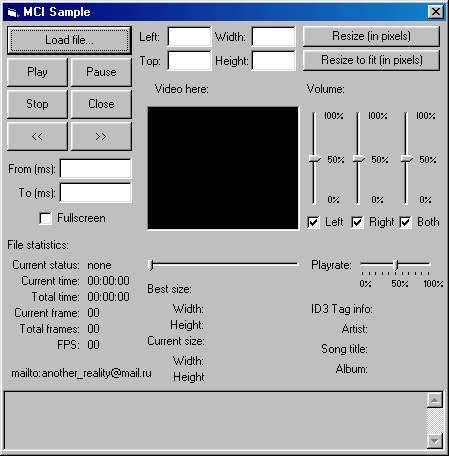 MCI Sample
Load file...
Left:
Width:
Resize (in pixels)
Top:
Height:
Resize to fit (in pixels)
Play
Pause
Stop
Close
<<
>>
Video here:
Volume:
100%
100%
100%
50%
50%
50%
0%
0%
0%
Left
Right
Both
From (ms):
To (ms):
Fullscreen
File statistics:
Current status: none
Current time: 00:00:00
Total time: 00:00:00
Current frame: 00
Total frames: 00
FPS: 00
mailto:another_reality@mail.ru
Best size:
Width:
Height:
Current size:
Width:
Height
Playrate:
0% 50% 100%
ID3 Tag info:
Artist:
Song title:
Album: